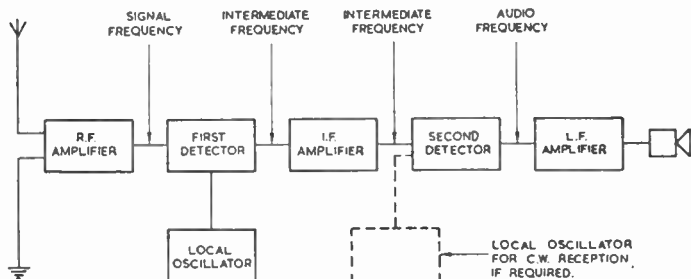 SIGNAL
FREQUENCY
INTERMEDIATE
FREQUENCY
INTERMEDIATE
FREQUENCY
AUDIO
FREQUENCY
R.F.
AMPLIFIER
FIRST
DETECTOR
I.F.
AMPLIFIER
SECOND
DETECTOR
L.F.
AMPLIFIER
LOCAL
OSCILLATOR
LOCAL OSCILLATOR
FOR C.W. RECEPTION,
IF REQUIRED.